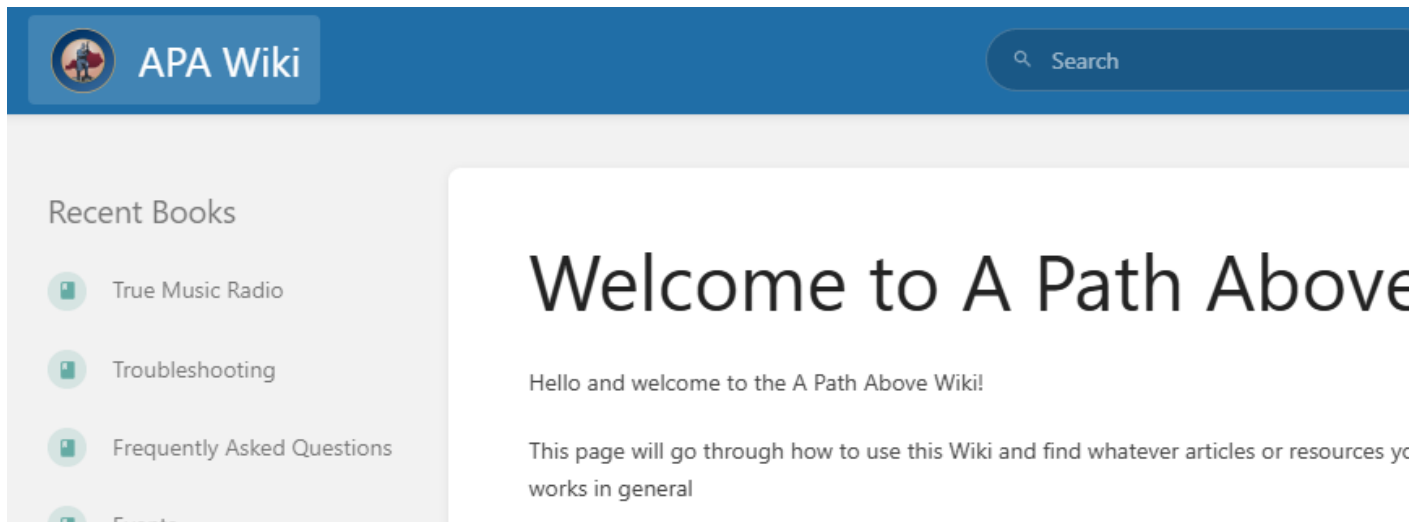 APA Wiki
Search
Recent Books
True Music Radio
Troubleshooting
Frequently Asked Questions
Welcome to A Path Above
Hello and welcome to the A Path Above Wiki!
This page will go through how to use this Wiki and find whatever articles or resources
works in general